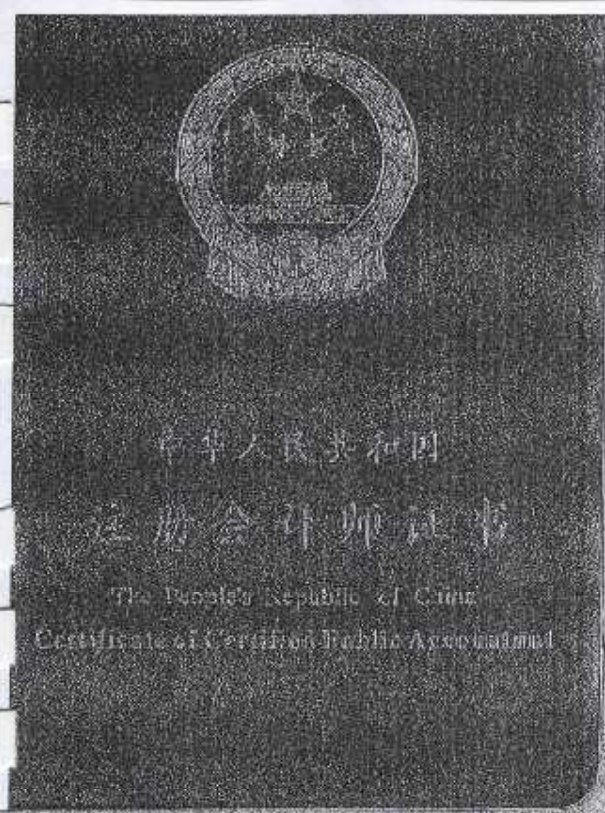 中华人民共和国
注册会计师证书
The People's Republic of China
Certificate of Certified Public Accountant